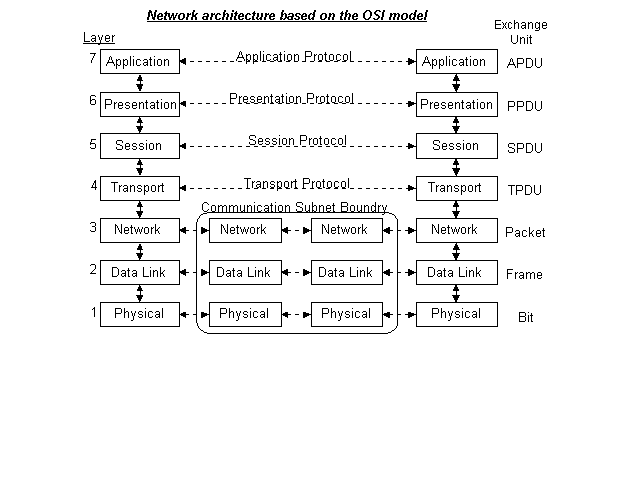 Network architecture based on the OSI model
Exchange
Unit
Layer
7 Application Application Protocol Application APDU
6 Presentation Presentation Protocol Presentation PPDU
5 Session Session Protocol Session SPDU
4 Transport Transport Protocol Transport TPDU
Communication Subnet Boundry
3 Network Network Network Network Packet
2 Data Link Data Link Data Link Data Link Frame
1 Physical Physical Physical Physical Bit